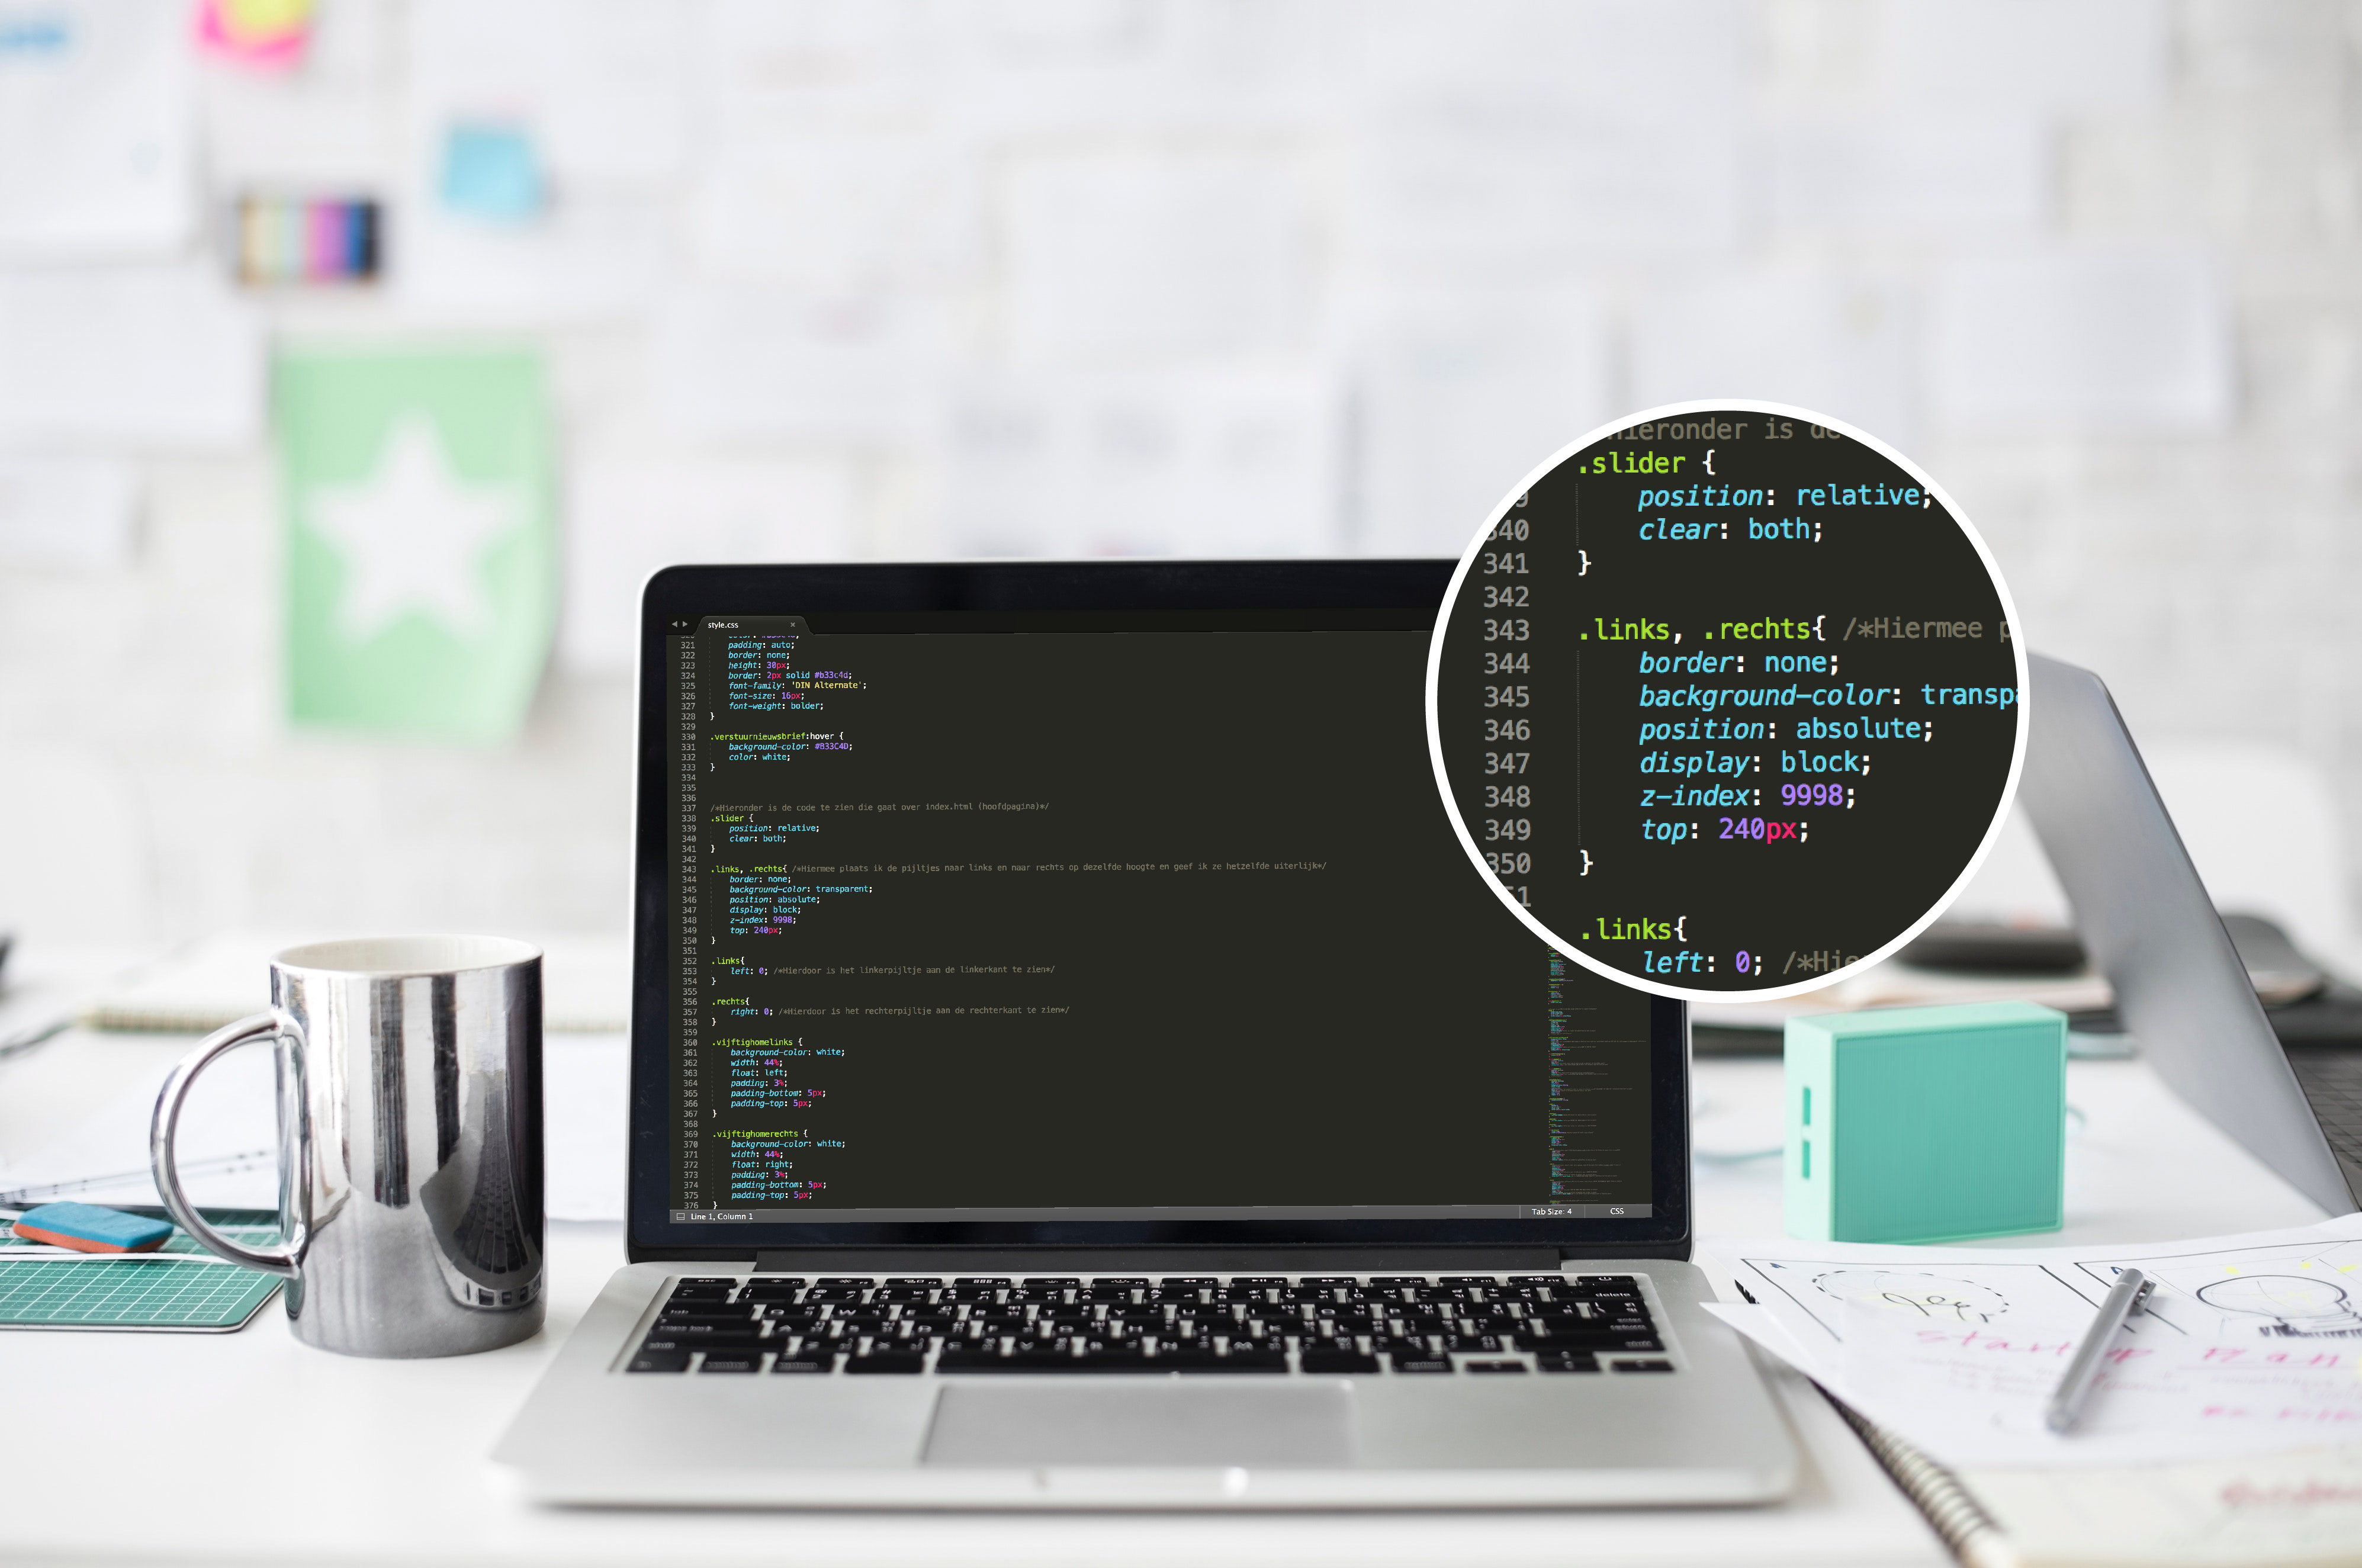 style.css
321 padding: auto;
322 border: none;
323 height: 30px;
324 border: 2px solid #b33c4d;
325 font-family: 'DIN Alternate';
326 font-size: 16px;
327 font-weight: bolder;
328 }
329
330 .verstuurnieuwsbrief:hover {
331 background-color: #B33C4D;
332 color: white;
333 }
334
335
336
337 /*Hieronder is de code te zien die gaat over index.html (hoofdpagina)*/
338 .slider {
339 position: relative;
340 clear: both;
341 }
342
343 .links, .rechts{ /*Hiermee plaats ik de pijltjes naar links en naar rechts op dezelfde hoogte en geef ik ze hetzelfde uiterlijk*/
344 border: none;
345 background-color: transparent;
346 position: absolute;
347 display: block;
348 z-index: 9998;
349 top: 240px;
350 }
351
352 .links{
353 left: 0; /*Hierdoor is het linkerpijltje aan de linkerkant te zien*/
354 }
355
356 .rechts{
357 right: 0; /*Hierdoor is het rechterpijltje aan de rechterkant te zien*/
358 }
359
360 .vijftighomelinks {
361 background-color: white;
362 width: 44%;
363 float: left;
364 padding: 3%;
365 padding-bottom: 5px;
366 padding-top: 5px;
367 }
368
369 .vijftighomerechts {
370 background-color: white;
371 width: 44%;
372 float: right;
373 padding: 3%;
374 padding-bottom: 5px;
375 padding-top: 5px;
376 }
Line 1, Column 1 Tab Size: 4 CSS
hieronder is de
.slider {
9 position: relative;
340 clear: both;
341 }
342
343 .links, .rechts{ /*Hiermee p
344 border: none;
345 background-color: transpa
346 position: absolute;
347 display: block;
348 z-index: 9998;
349 top: 240px;
350 }
51
.links{
left: 0; /*Hie
startup Plan